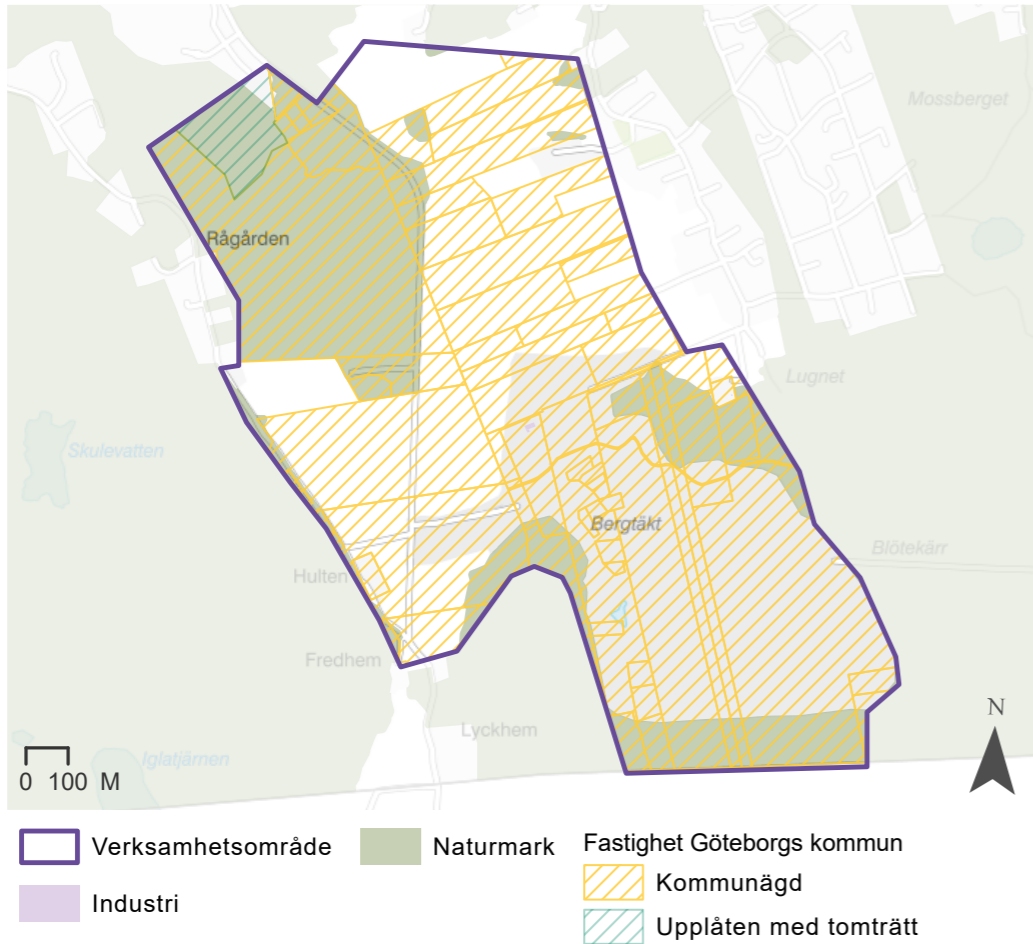 Mossberget
Rågården
Lugnet
Skulevatten
Bergtäkt
Blötekärr
Hulten
Fredhem
N
Lyckhem
Iglatjärnen
0 100 M
Verksamhetsområde
Naturmark
Fastighet Göteborgs kommun
Kommunägd
Industri
Upplåten med tomträtt